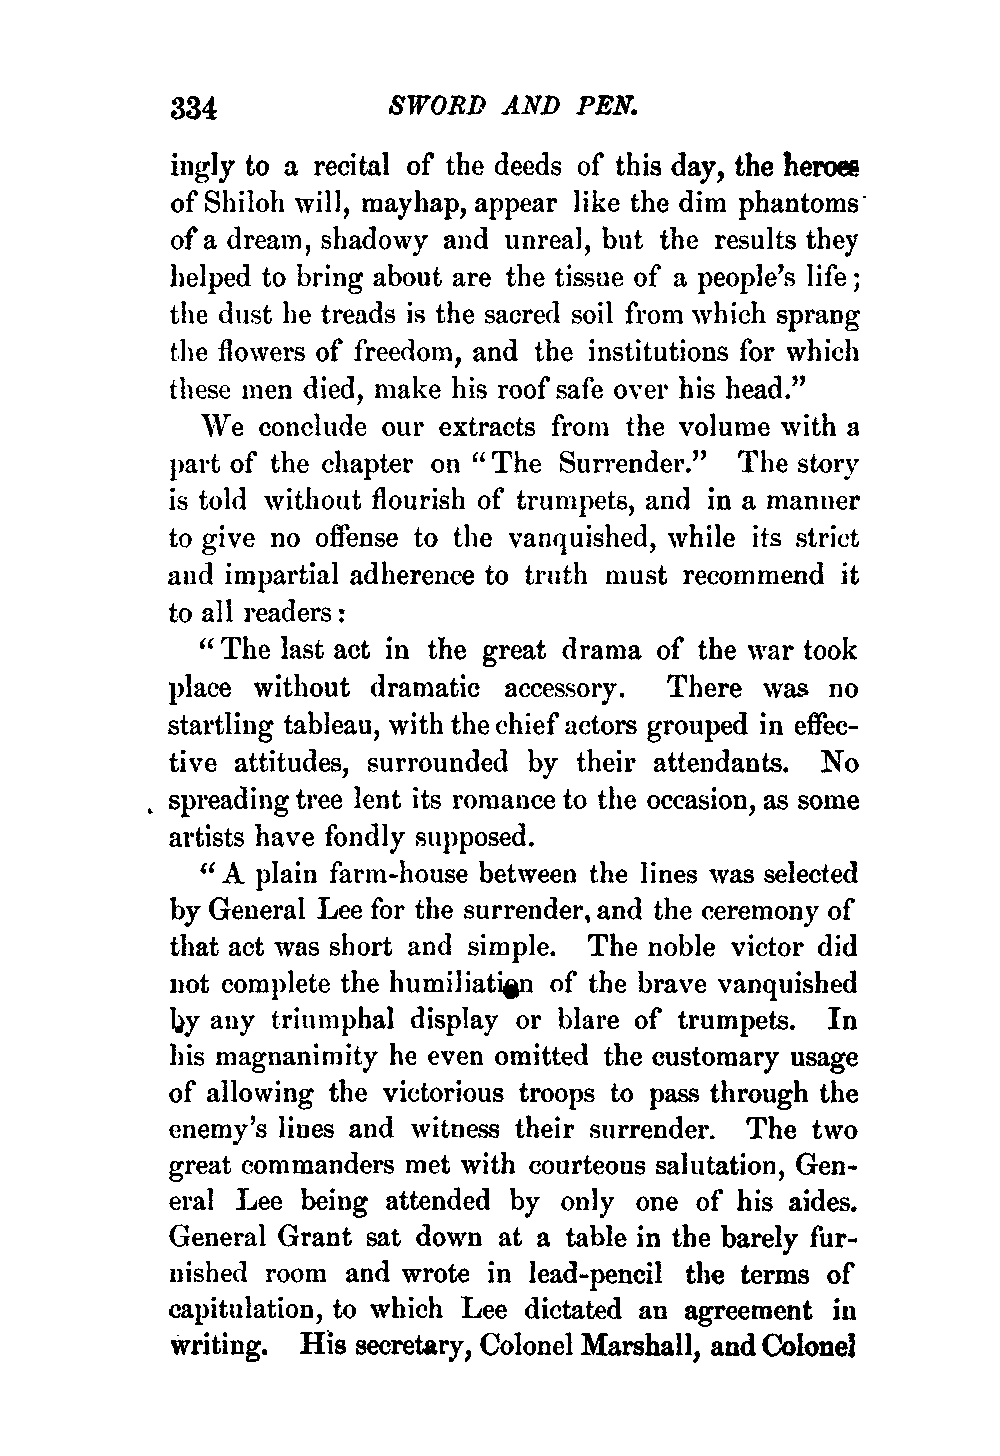 334 SWORD AND PEN.
ingly to a recital of the deeds of this day, the heroes
of Shiloh will, mayhap, appear like the dim phantoms
of a dream, shadowy and unreal, but the results they
helped to bring about are the tissue of a people's life;
the dust he treads is the sacred soil from which sprang
the flowers of freedom, and the institutions for which
these men died, make his roof safe over his head."
We conclude our extracts from the volume with a
part of the chapter on "The Surrender." The story
is told without flourish of trumpets, and in a manner
to give no offense to the vanquished, while its strict
and impartial adherence to truth must recommend it
to all readers:
"The last act in the great drama of the war took
place without dramatic accessory. There was no
startling tableau, with the chief actors grouped in effec-
tive attitudes, surrounded by their attendants. No
spreading tree lent its romance to the occasion, as some
artists have fondly supposed.
"A plain farm-house between the lines was selected
by General Lee for the surrender, and the ceremony of
that act was short and simple. The noble victor did
not complete the humiliation of the brave vanquished
by any triumphal display or blare of trumpets. In
his magnanimity he even omitted the customary usage
of allowing the victorious troops to pass through the
enemy's lines and witness their surrender. The two
great commanders met with courteous salutation, Gen-
eral Lee being attended by only one of his aides.
General Grant sat down at a table in the barely fur-
nished room and wrote in lead-pencil the terms of
capitulation, to which Lee dictated an agreement in
writing. His secretary, Colonel Marshall, and Colonel